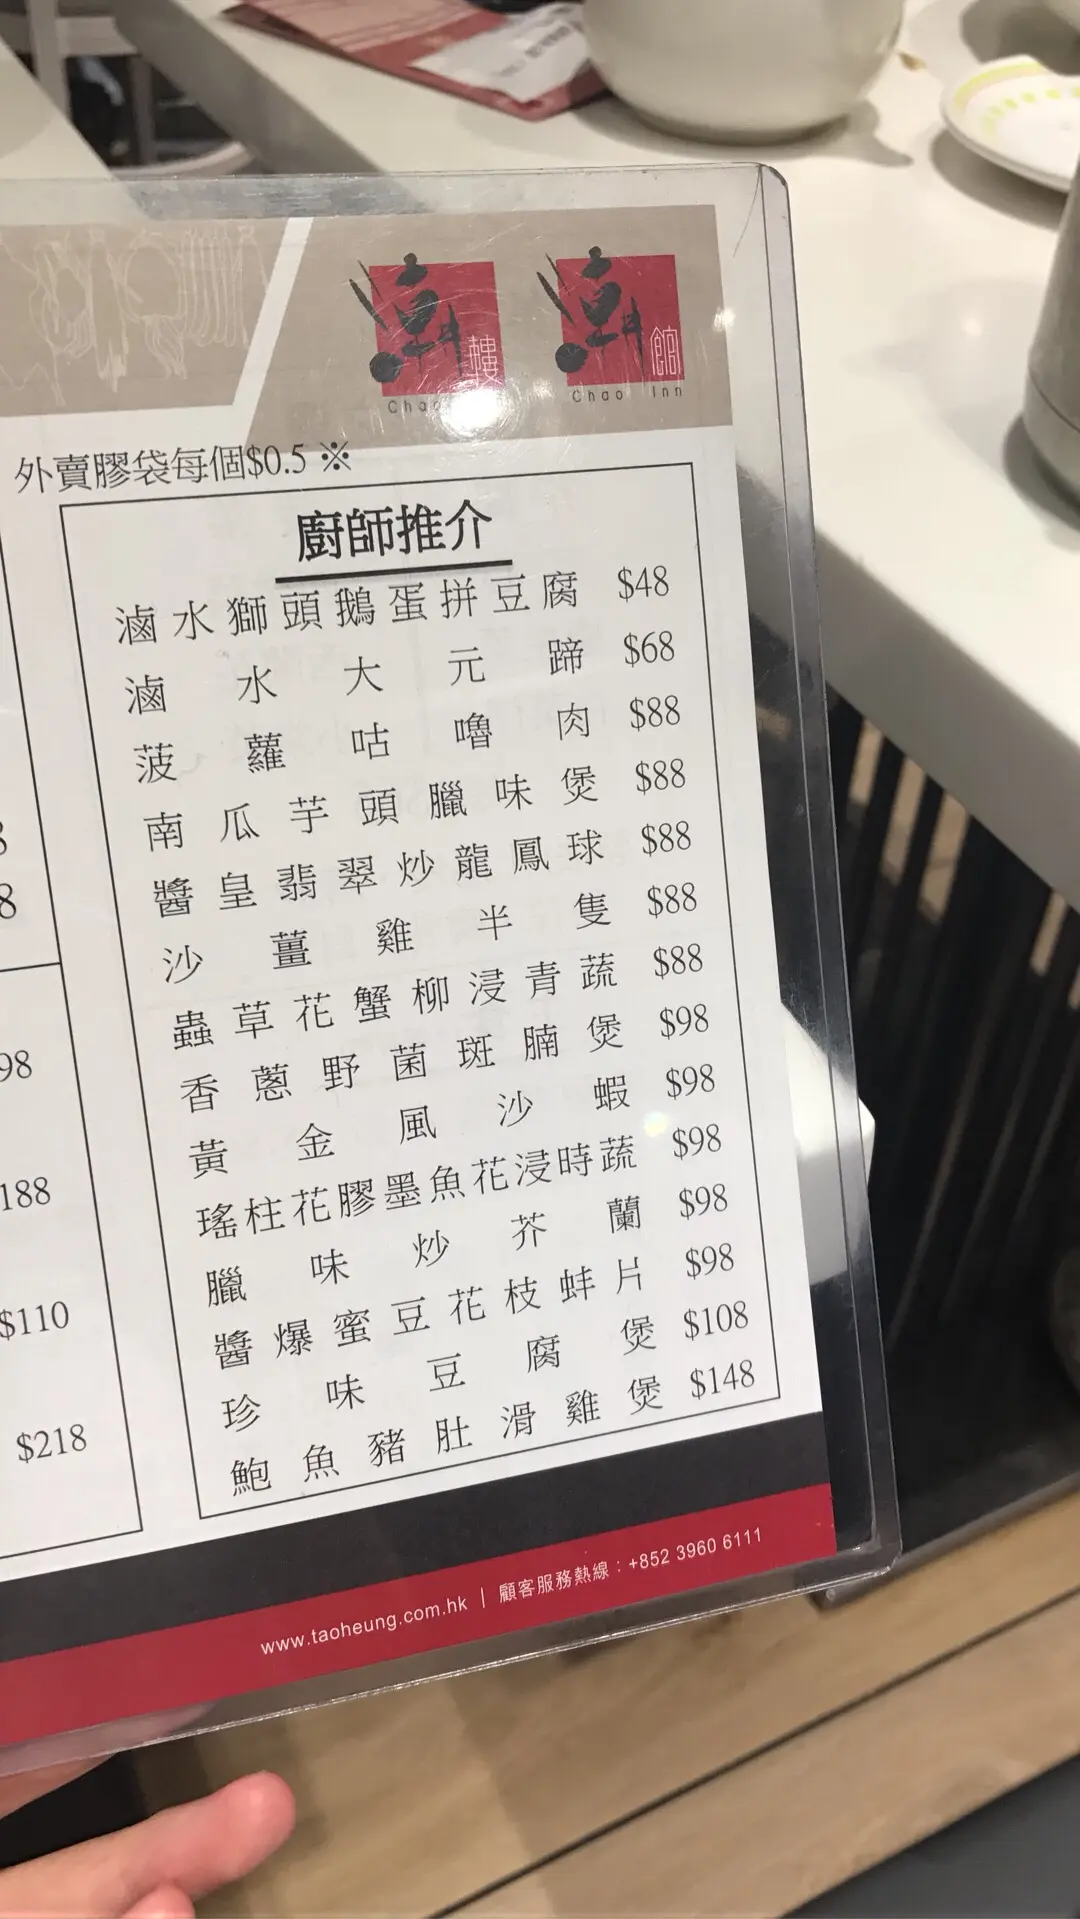 樓
館
Chao Inn
外賣膠袋每個$0.5 ※
廚師推介
滷水獅頭鵝蛋拼豆腐 $48
滷水大元蹄 $68
菠蘿咕嚕肉 $88
南瓜芋頭臘味煲 $88
醬皇翡翠炒龍鳳球 $88
沙薑雞半隻 $88
蟲草花蟹柳浸青蔬 $88
香蔥野菌斑腩煲 $98
黃金風沙蝦 $98
瑤柱花膠墨魚花浸時蔬 $98
臘味炒芥蘭 $98
醬爆蜜豆花枝蚌片 $98
珍味豆腐煲 $108
鮑魚豬肚滑雞煲 $148
8
8
98
188
$110
$218
www.taoheung.com.hk | 顧客服務熱線：+852 3960 6111